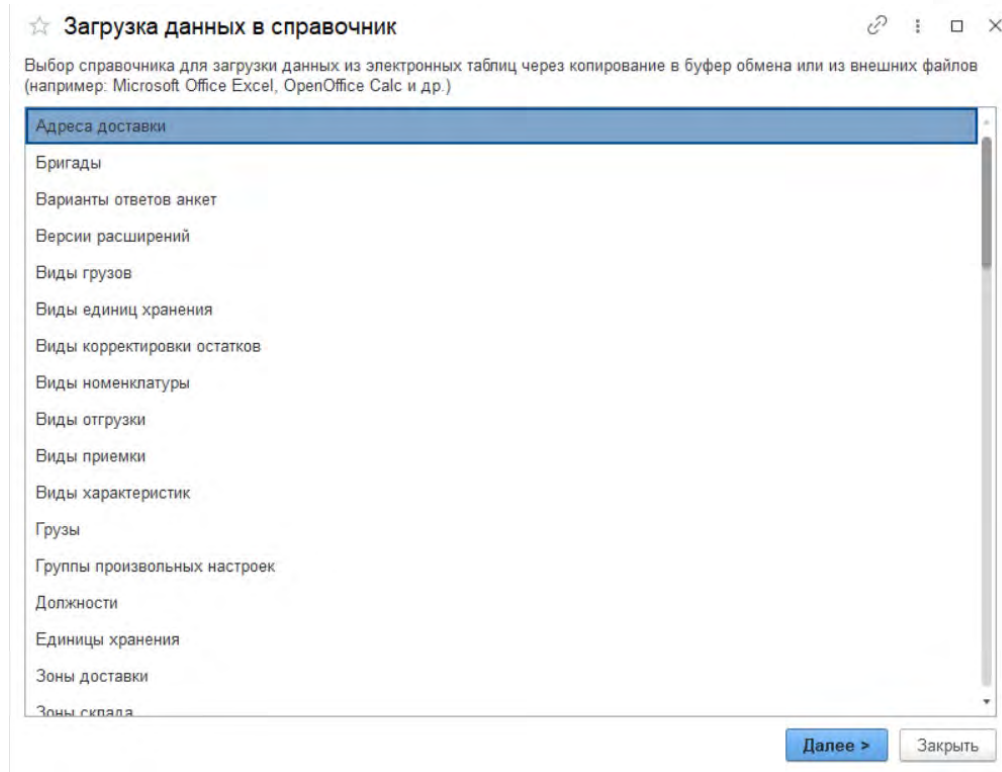 Загрузка данных в справочник
Выбор справочника для загрузки данных из электронных таблиц через копирование в буфер обмена или из внешних файлов
(например: Microsoft Office Excel, OpenOffice Calc и др.)
Адреса доставки
Бригады
Варианты ответов анкет
Версии расширений
Виды грузов
Виды единиц хранения
Виды корректировки остатков
Виды номенклатуры
Виды отгрузки
Виды приемки
Виды характеристик
Грузы
Группы произвольных настроек
Должности
Единицы хранения
Зоны доставки
Зоны склада
Далее > Закрыть